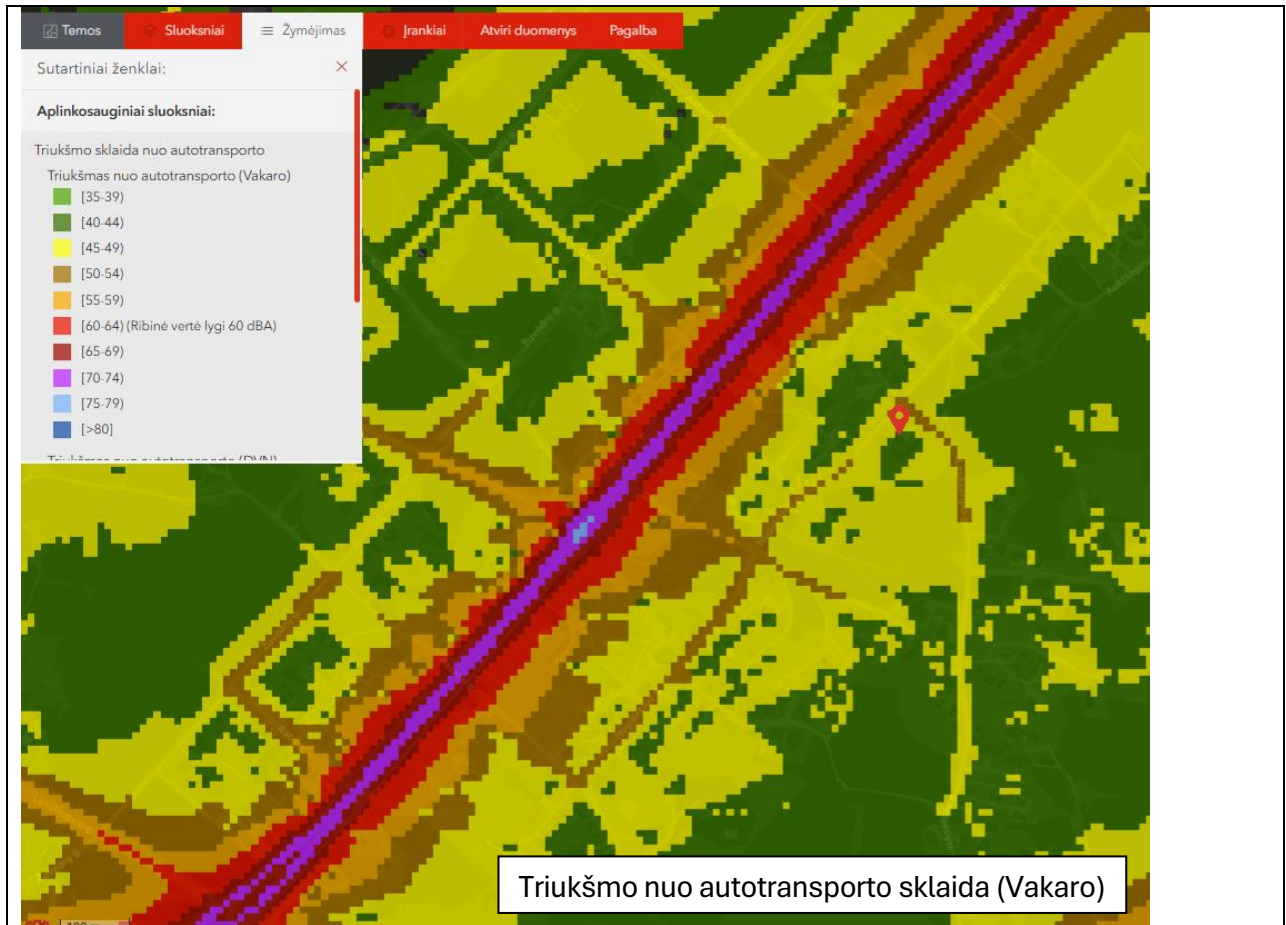 Temos Sluoksniai Žymėjimas Įrankiai Atviri duomenys Pagalba
Sutartiniai ženklai:
Aplinkosauginiai sluoksniai:
Triukšmo sklaida nuo autotransporto
Triukšmas nuo autotransporto (Vakaro)
[35-39)
[40-44)
[45-49)
[50-54)
[55-59)
[60-64) (Ribinė vertė lygi 60 dBA)
[65-69)
[70-74)
[75-79)
[>80]
Triukšmo nuo autotransporto sklaida (Vakaro)